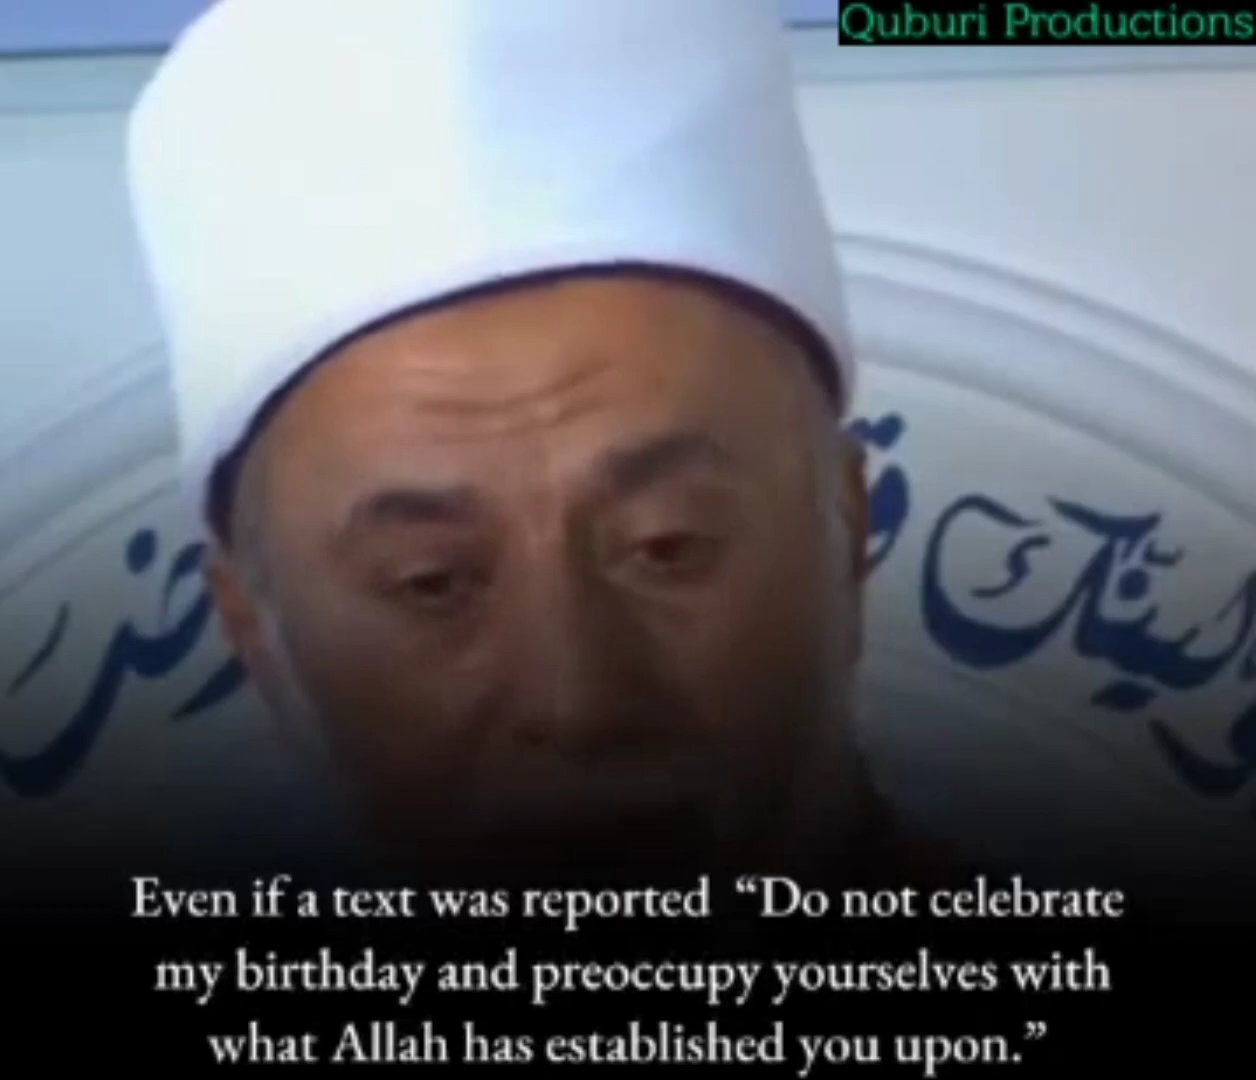 Quburi Productions
Even if a text was reported “Do not celebrate
my birthday and preoccupy yourselves with
what Allah has established you upon.”